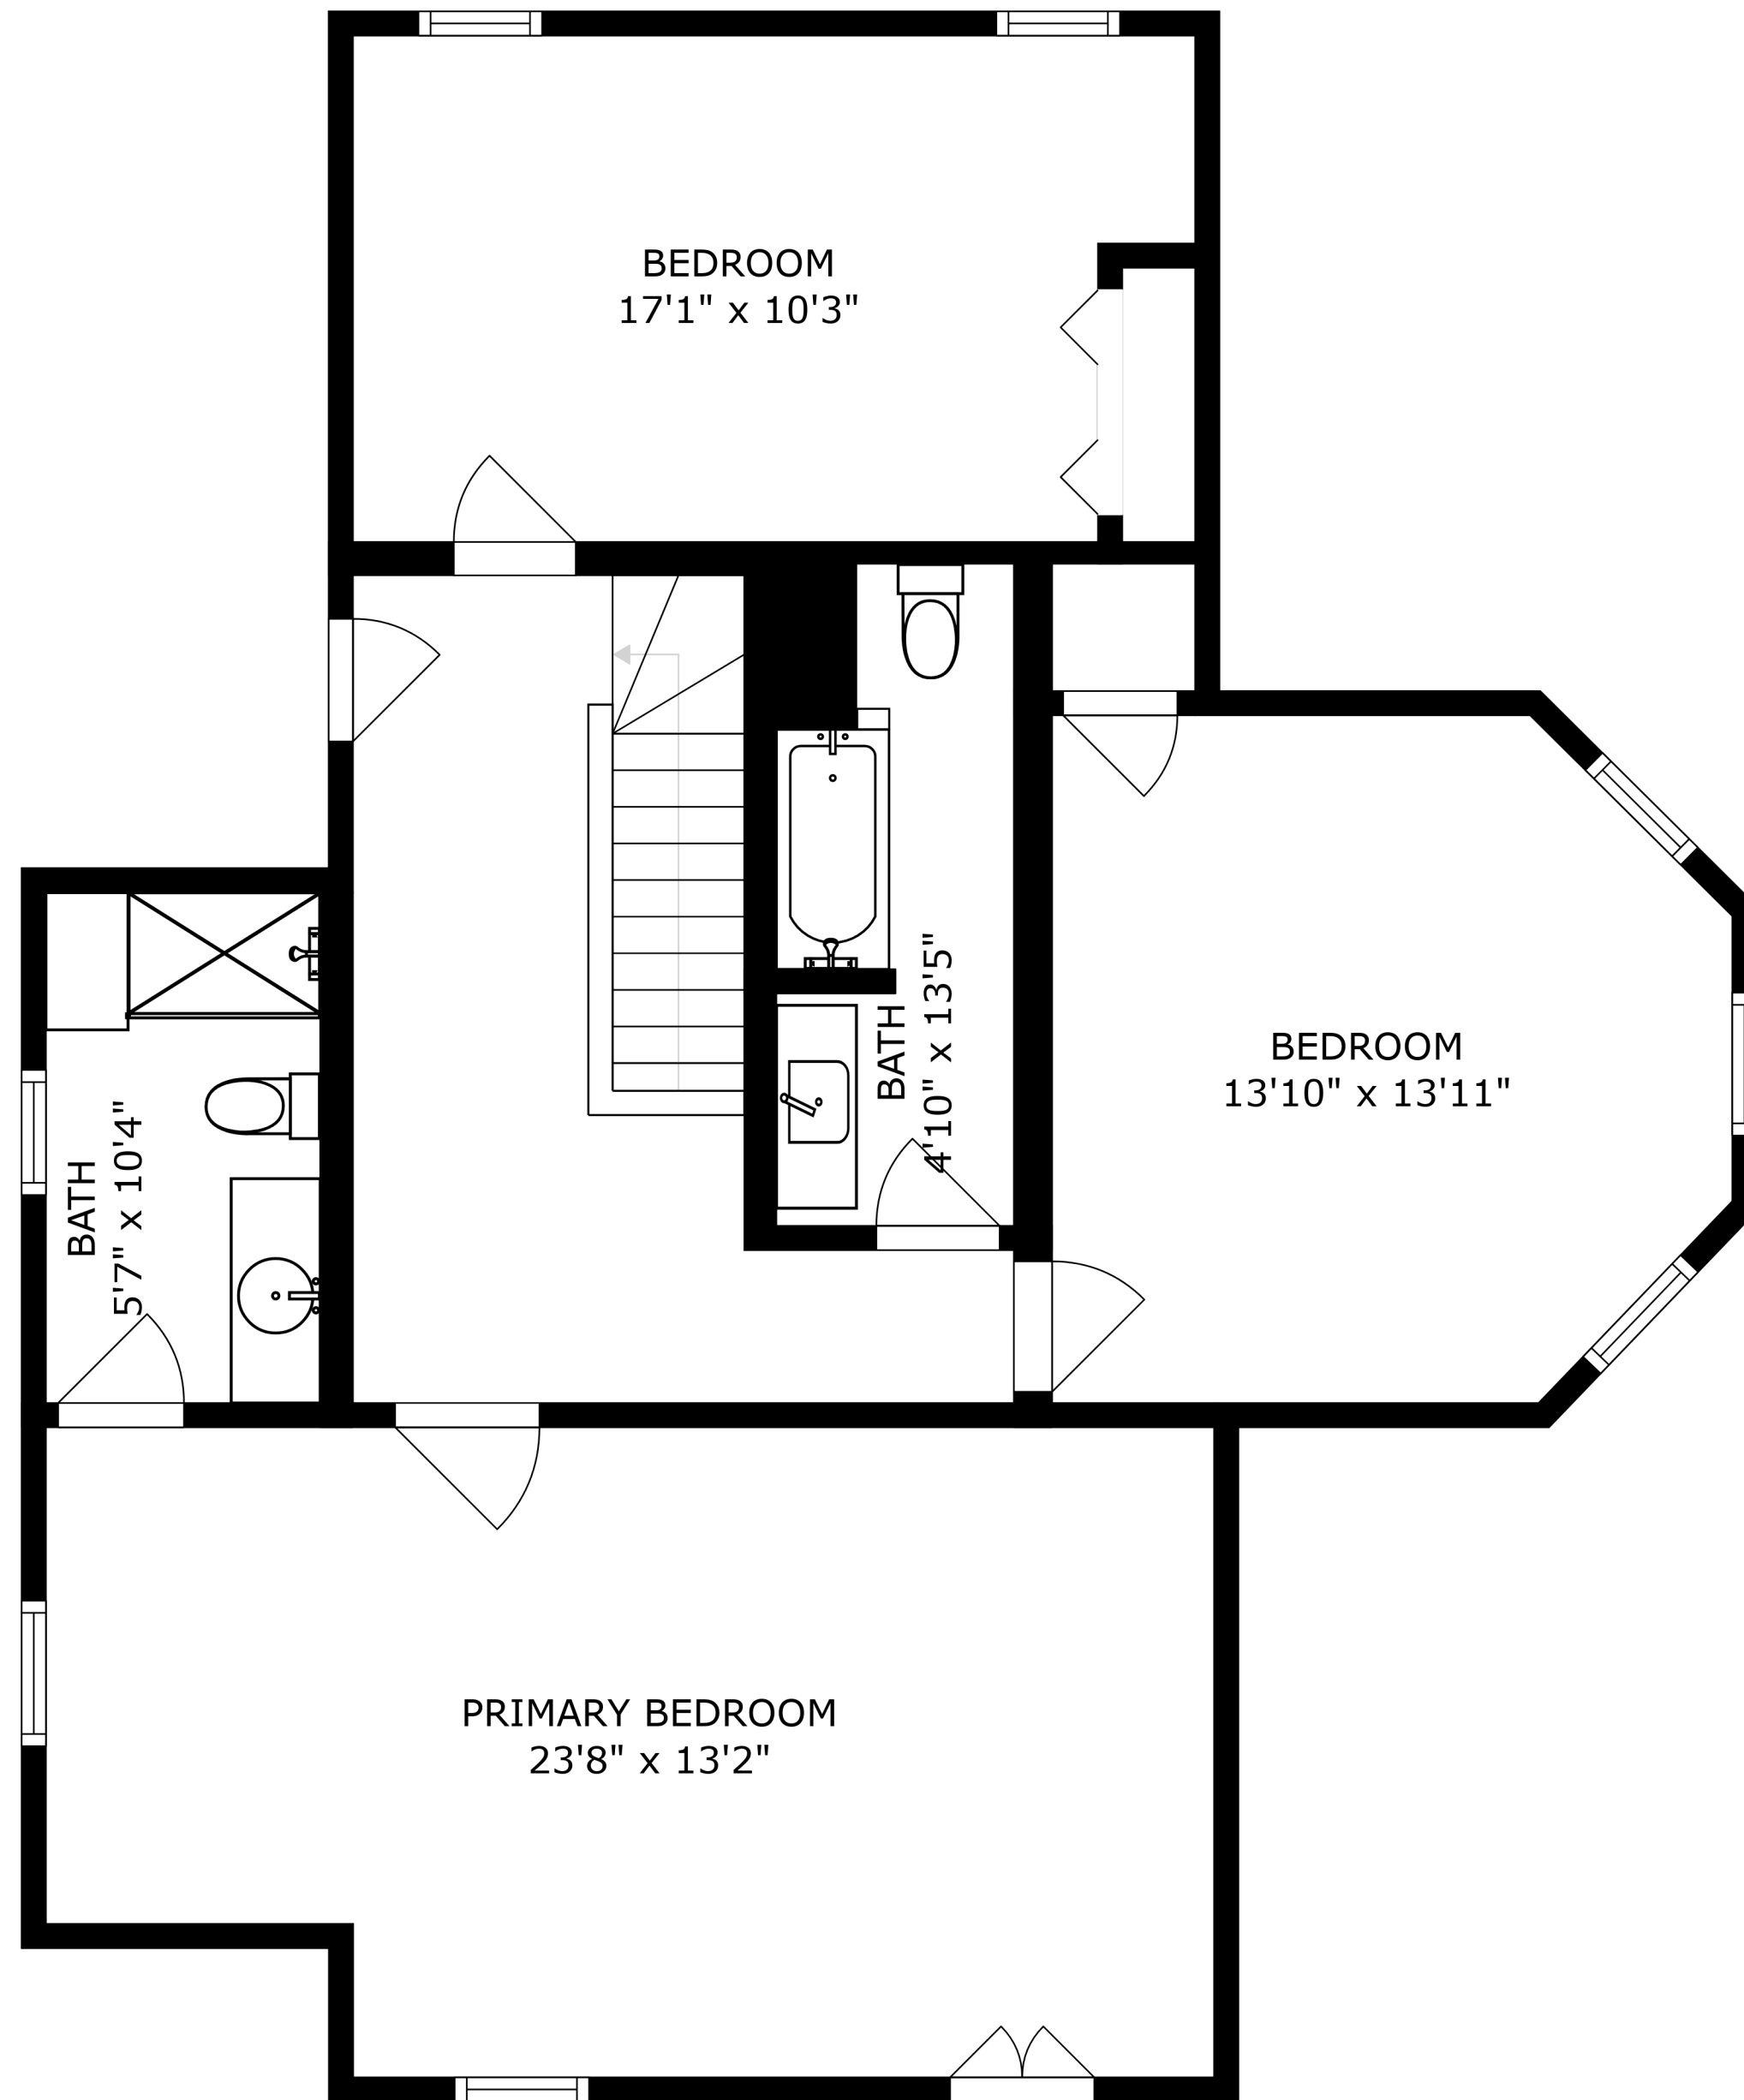 BEDROOM
17'1" x 10'3"
BATH
4'10" x 13'5"
BEDROOM
13'10" x 13'11"
BATH
5'7" x 10'4"
PRIMARY BEDROOM
23'8" x 13'2"